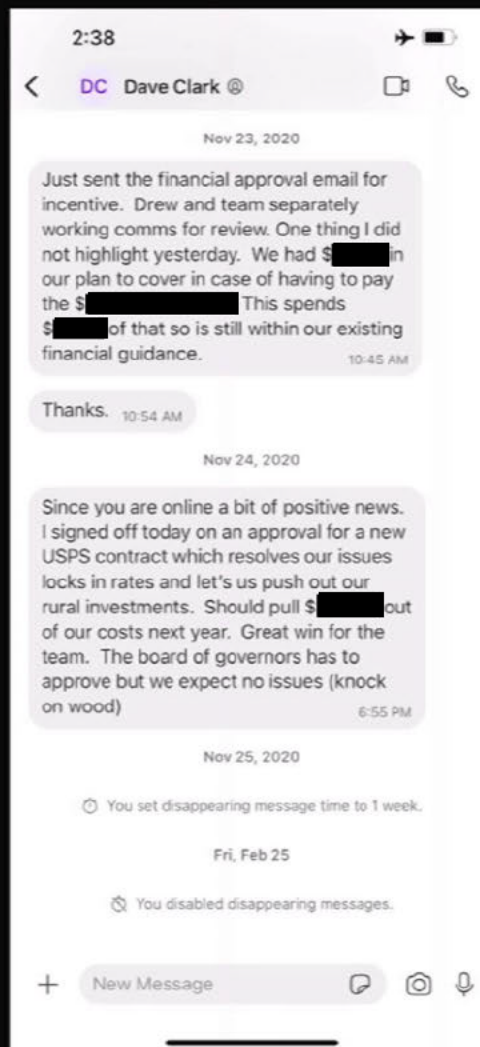 2:38
DC Dave Clark
Nov 23, 2020
Just sent the financial approval email for
incentive. Drew and team separately
working comms for review. One thing I did
not highlight yesterday. We had $ in
our plan to cover in case of having to pay
the $ This spends
$ of that so is still within our existing
financial guidance.
10:45 AM
Thanks. 10:54 AM
Nov 24, 2020
Since you are online a bit of positive news.
I signed off today on an approval for a new
USPS contract which resolves our issues
locks in rates and let's us push out our
rural investments. Should pull $ out
of our costs next year. Great win for the
team. The board of governors has to
approve but we expect no issues (knock
on wood)
6:55 PM
Nov 25, 2020
You set disappearing message time to 1 week.
Fri, Feb 25
You disabled disappearing messages.
New Message